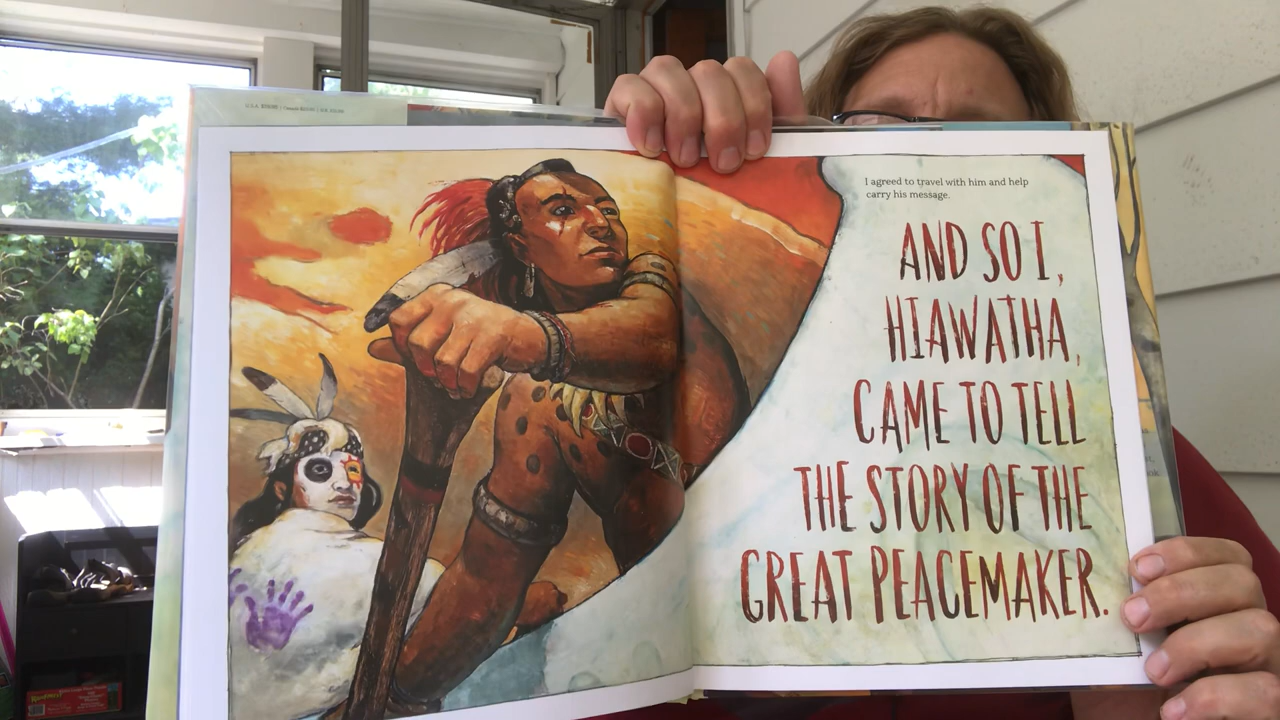 I agreed to travel with him and help
carry his message.
AND SO I,
HIAWATHA,
CAME TO TELL
THE STORY OF THE
GREAT PEACEMAKER.